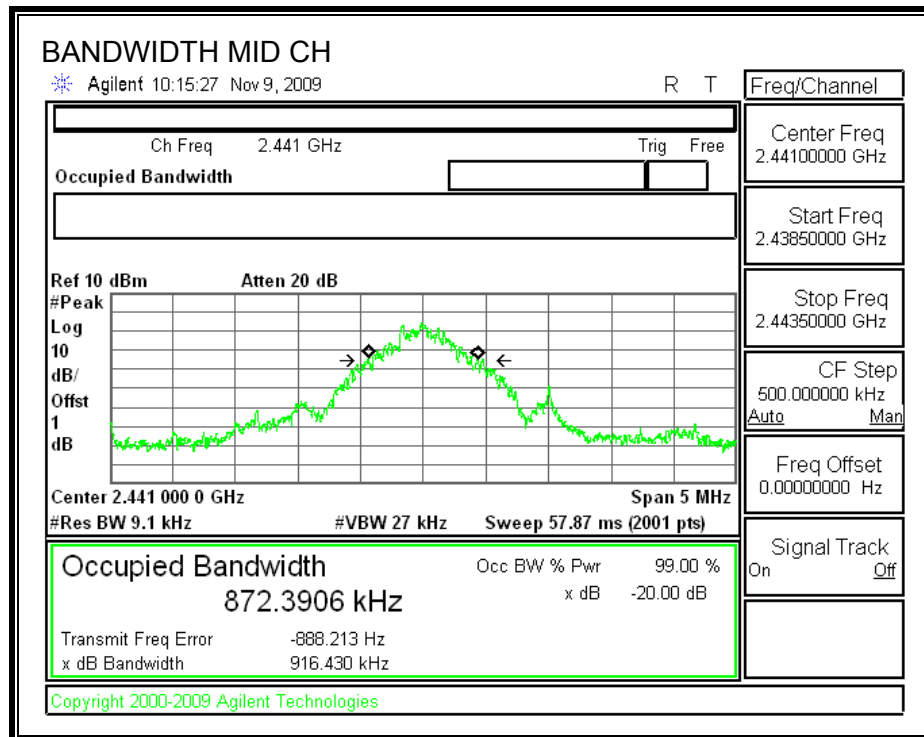 BANDWIDTH MID CH
Agilent 10:15:27 Nov 9, 2009 R T
Ch Freq 2.441 GHz Trig Free
Occupied Bandwidth
Ref 10 dBm Atten 20 dB
#Peak
Log
10
dB/
Offst
1
dB
Center 2.441 000 0 GHz Span 5 MHz
#Res BW 9.1 kHz #VBW 27 kHz Sweep 57.87 ms (2001 pts)
Occupied Bandwidth
872.3906 kHz
Occ BW % Pwr 99.00 %
x dB -20.00 dB
Transmit Freq Error -888.213 Hz
x dB Bandwidth 916.430 kHz
Copyright 2000-2009 Agilent Technologies
Freq/Channel
Center Freq
2.44100000 GHz
Start Freq
2.43850000 GHz
Stop Freq
2.44350000 GHz
CF Step
500.000000 kHz
Auto Man
Freq Offset
0.00000000 Hz
Signal Track
On Off